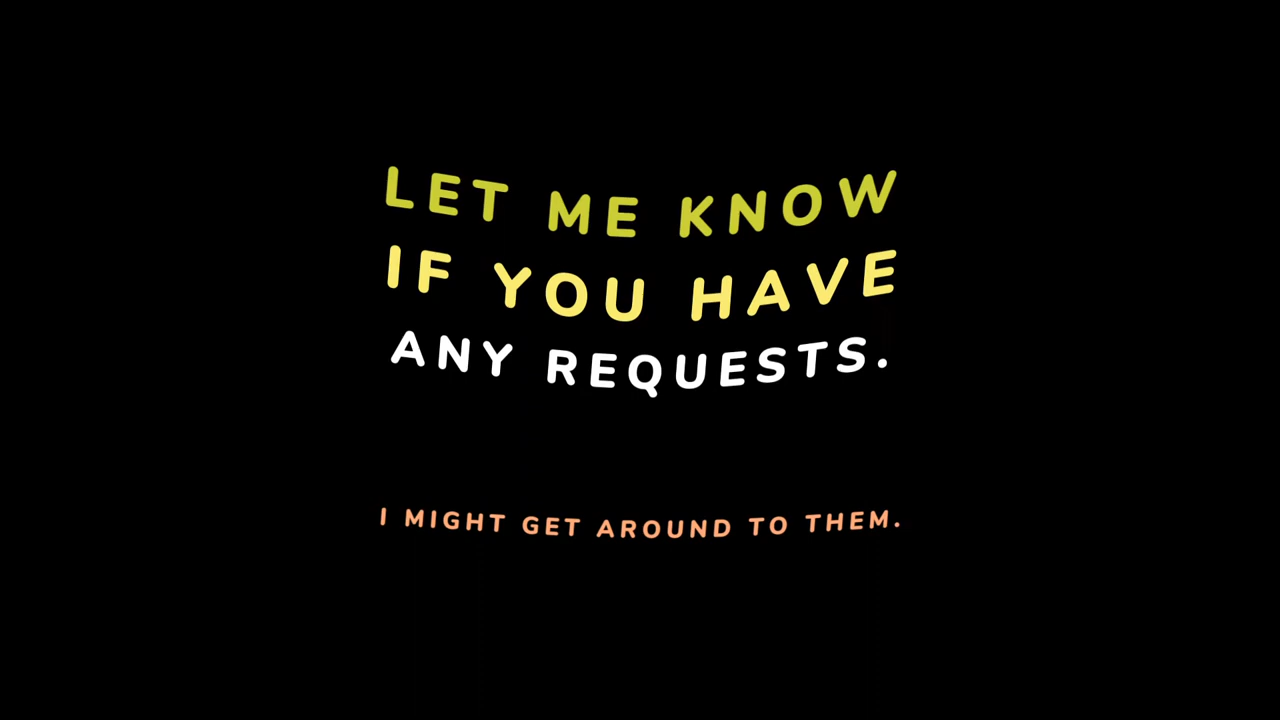 LET ME KNOW
IF YOU HAVE
ANY REQUESTS.
I MIGHT GET AROUND TO THEM.